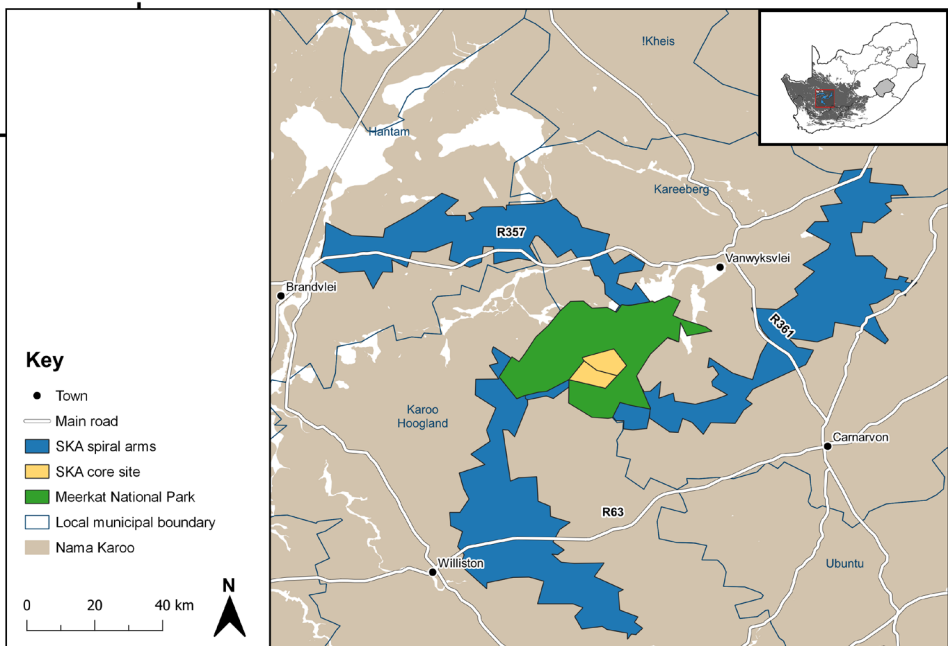 !Kheis
Hantam
Kareeberg
R357
Vanwyksvlei
Brandvlei
R361
Key
Town
Main road
SKA spiral arms
SKA core site
Meerkat National Park
Local municipal boundary
Nama Karoo
Karoo
Hoogland
Carnarvon
R63
Williston
Ubuntu
N
0 20 40 km